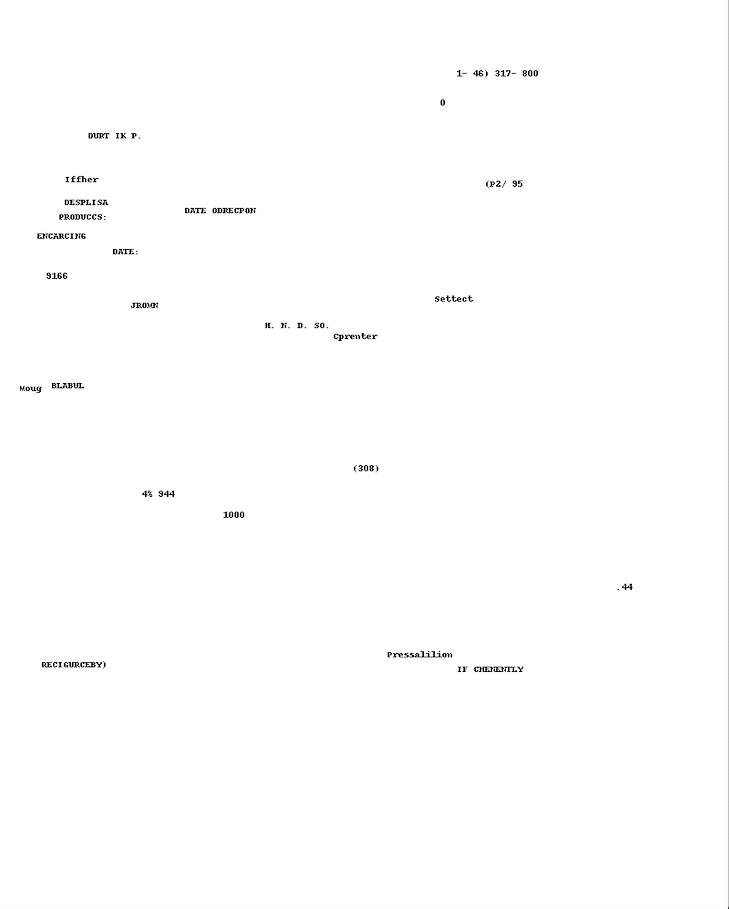 1- 46) 317- 800
0
DURT IK P.
Iffher
(P2/ 95
DESPLISA
DATE ODRECPON
PRODUCCS:
ENCARCING
DATE:
9166
Settect
JROMN
H. N. D. SO.
Cprenter
Moug BLABUL
(308)
4% 944
1000
.44
Pressalilion
RECIGURCEBY)
IF CHENENTLY